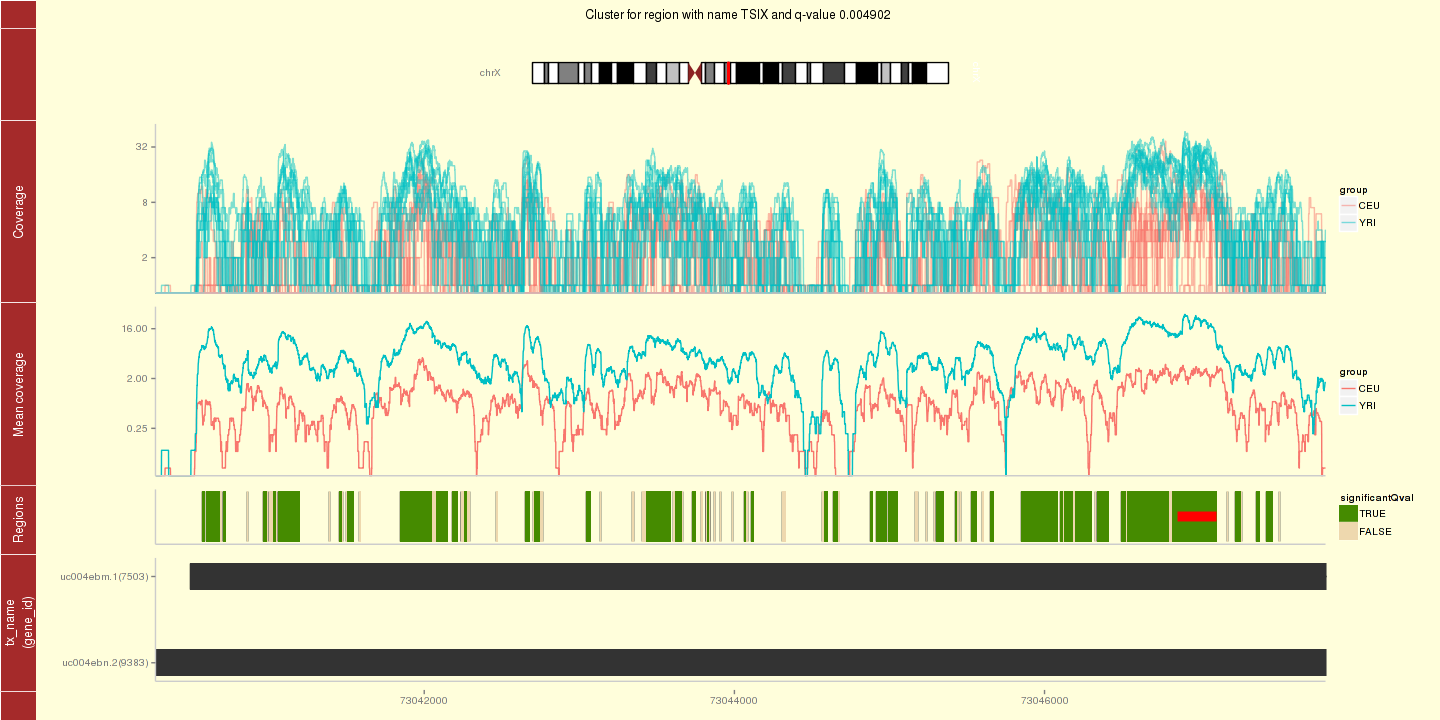 Cluster for region with name TSIX and q-value 0.004902
chrX
Coverage
32
8
2
group
CEU
YRI
Mean coverage
16.00
2.00
0.25
group
CEU
YRI
Regions
significantQval
TRUE
FALSE
tx_name
(gene_id)
uc004ebm.1(7503)
uc004ebn.2(9383)
73042000
73044000
73046000